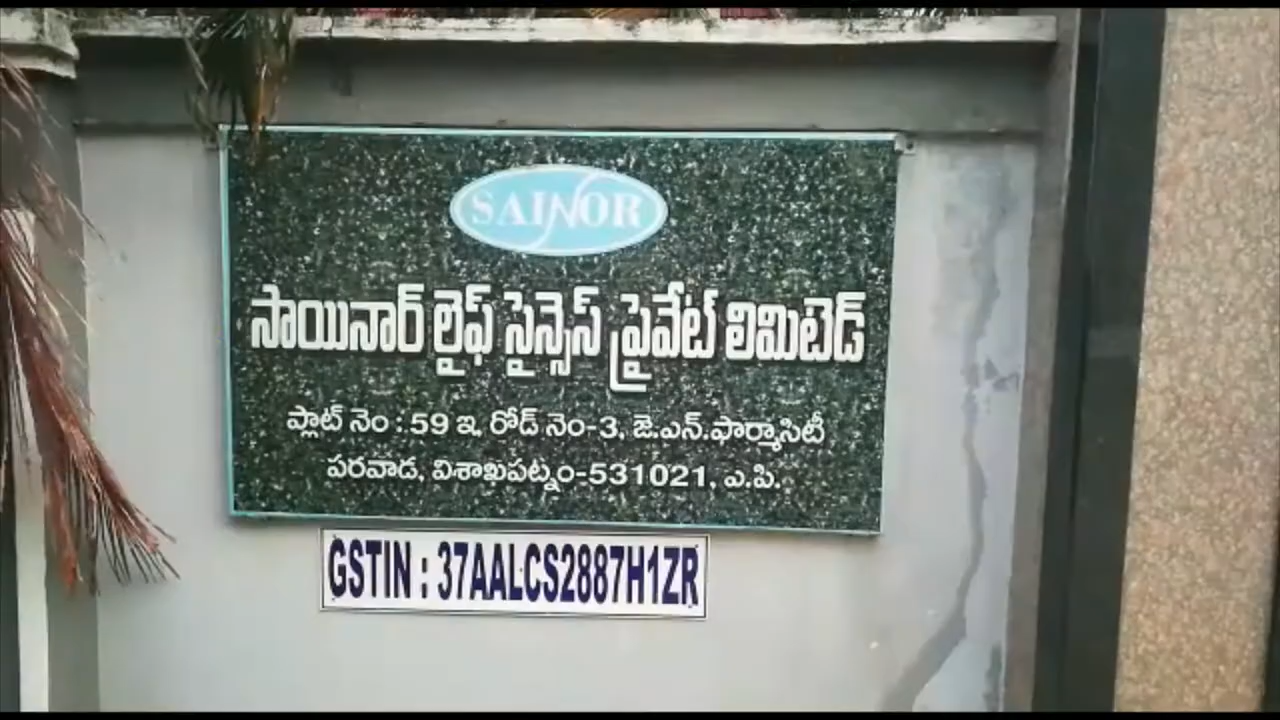 SAINOR
సాయినార్ లైఫ్ సైన్సెస్ ప్రైవేట్ లిమిటెడ్
ప్లాట్ నెం : 59 ఇ, రోడ్ నెం-3, జె.ఎన్.ఫార్మాసిటీ
పరవాడ, విశాఖపట్నం-531021, ఎ.పి.
GSTIN : 37AALCS2887H1ZR